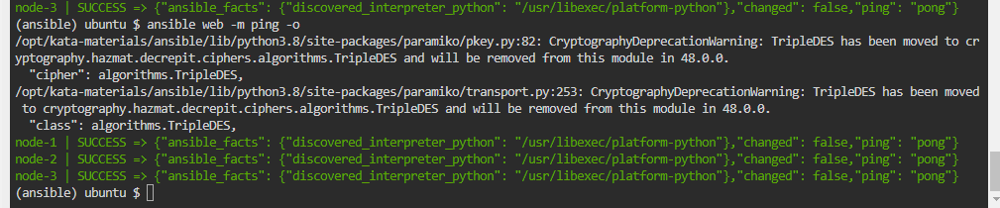 node-3 | SUCCESS => {"ansible_facts": {"discovered_interpreter_python": "/usr/libexec/platform-python"},"changed": false,"ping": "pong"}
(ansible) ubuntu $ ansible web -m ping -o
/opt/kata-materials/ansible/lib/python3.8/site-packages/paramiko/pkey.py:82: CryptographyDeprecationWarning: TripleDES has been moved to cr
yptography.hazmat.decrepit.ciphers.algorithms.TripleDES and will be removed from this module in 48.0.0.
  "cipher": algorithms.TripleDES,
/opt/kata-materials/ansible/lib/python3.8/site-packages/paramiko/transport.py:253: CryptographyDeprecationWarning: TripleDES has been moved
 to cryptography.hazmat.decrepit.ciphers.algorithms.TripleDES and will be removed from this module in 48.0.0.
  "class": algorithms.TripleDES,
node-1 | SUCCESS => {"ansible_facts": {"discovered_interpreter_python": "/usr/libexec/platform-python"},"changed": false,"ping": "pong"}
node-2 | SUCCESS => {"ansible_facts": {"discovered_interpreter_python": "/usr/libexec/platform-python"},"changed": false,"ping": "pong"}
node-3 | SUCCESS => {"ansible_facts": {"discovered_interpreter_python": "/usr/libexec/platform-python"},"changed": false,"ping": "pong"}
(ansible) ubuntu $